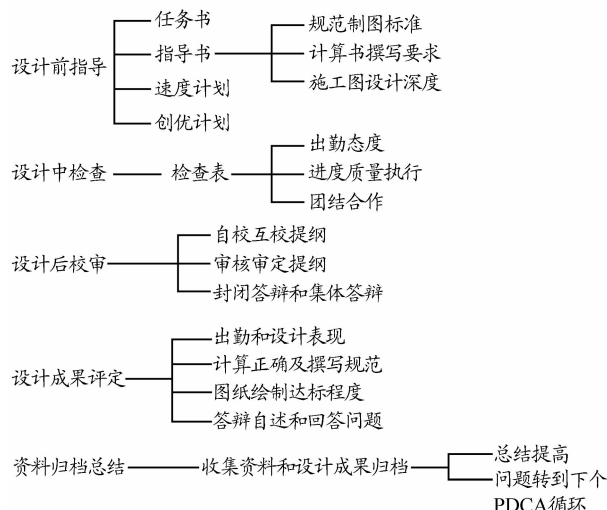 设计前指导
任务书
指导书
速度计划
创优计划
规范制图标准
计算书撰写要求
施工图设计深度
设计中检查
检查表
出勤态度
进度质量执行
团结合作
设计后校审
自校互校提纲
审核审定提纲
封闭答辩和集体答辩
设计成果评定
出勤和设计表现
计算正确及撰写规范
图纸绘制达标程度
答辩自述和回答问题
资料归档总结
收集资料和设计成果归档
总结提高
问题转到下个
PDCA循环